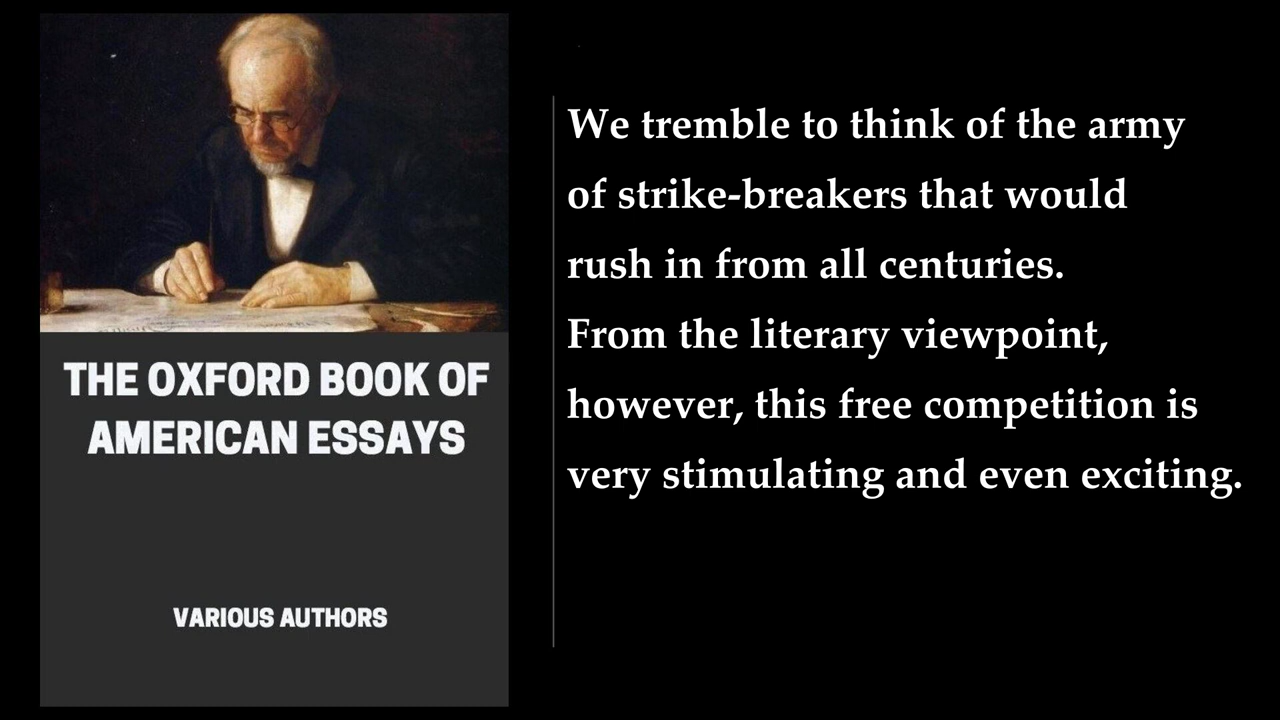 THE OXFORD BOOK OF
AMERICAN ESSAYS
VARIOUS AUTHORS
We tremble to think of the army
of strike-breakers that would
rush in from all centuries.
From the literary viewpoint,
however, this free competition is
very stimulating and even exciting.